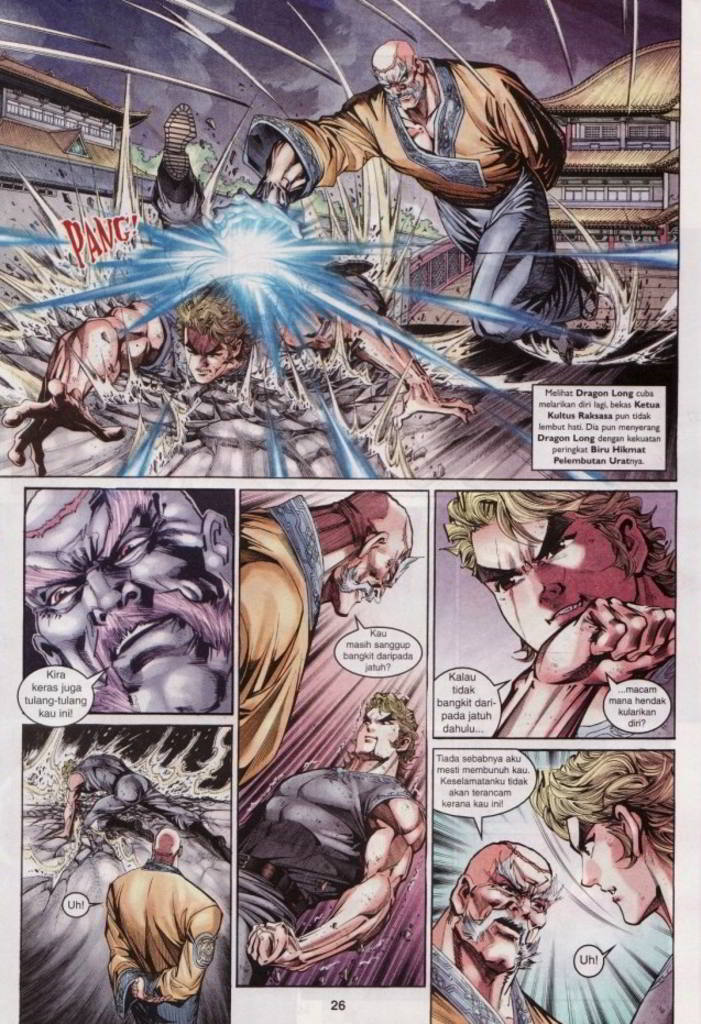 PANG!
Melihat Dragon Long cuba
melarikan diri lagi, bekas Ketua
Kultus Raksasa pun tidak
lembut hati. Dia pun menyerang
Dragon Long dengan kekuatan
peringkat Biru Hikmat
Pelembutan Uratnya.
Kira
keras juga
tulang-tulang
kau ini!
Uh!
Kau
masih sanggup
bangkit daripada
jatuh?
Kalau
tidak
bangkit dari-
pada jatuh
dahulu...
...macam
mana hendak
kularikan
diri?
Tiada sebabnya aku
mesti membunuh kau.
Keselamatanku tidak
akan terancam
kerana kau ini!
Uh!
26